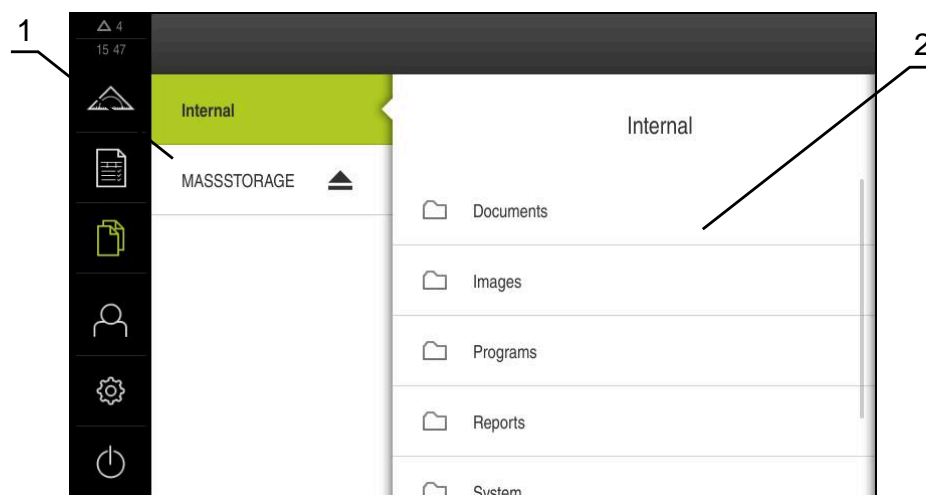 1
2
4
15 47
Internal
MASSSTORAGE
Internal
Documents
Images
Programs
Reports
System